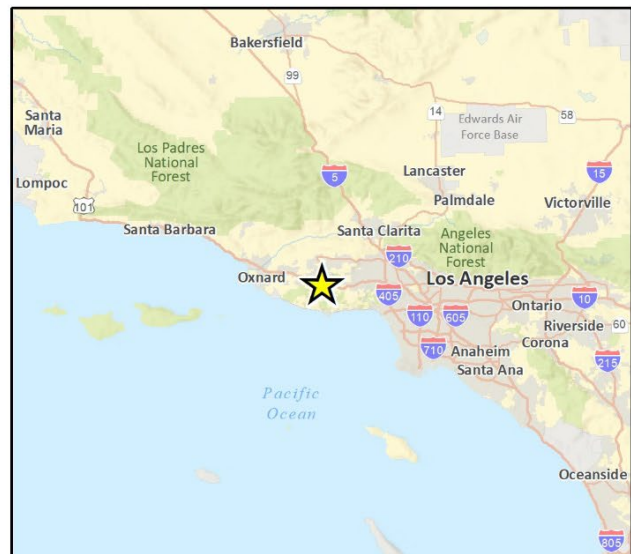 Bakersfield
99
14
58
Edwards Air
Force Base
Santa
Maria
Los Padres
National
Forest
5
Lancaster
15
Lompoc
101
Palmdale
Victorville
Santa Barbara
Santa Clarita
Angeles
National
Forest
210
Oxnard
Los Angeles
405
10
Ontario
110
605
Riverside
60
Corona
710
Anaheim
215
Santa Ana
Pacific
Ocean
Oceanside
805